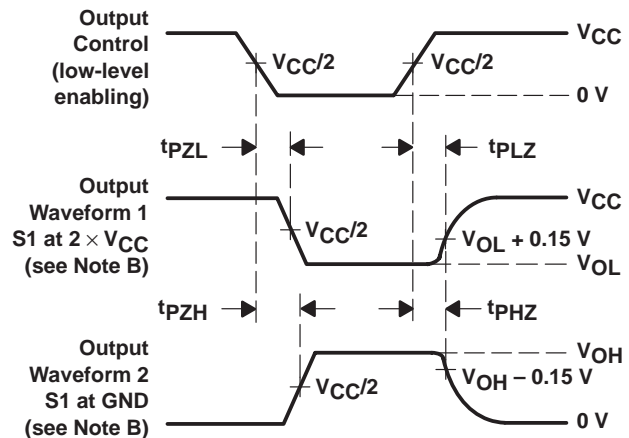 Output
Control
(low-level
enabling)
VCC
VCC/2
VCC/2
0 V
tPZL
tPLZ
Output
Waveform 1
S1 at 2 × VCC
(see Note B)
VCC
VCC/2
VOL + 0.15 V
VOL
tPZH
tPHZ
Output
Waveform 2
S1 at GND
(see Note B)
VOH
VCC/2
VOH – 0.15 V
0 V